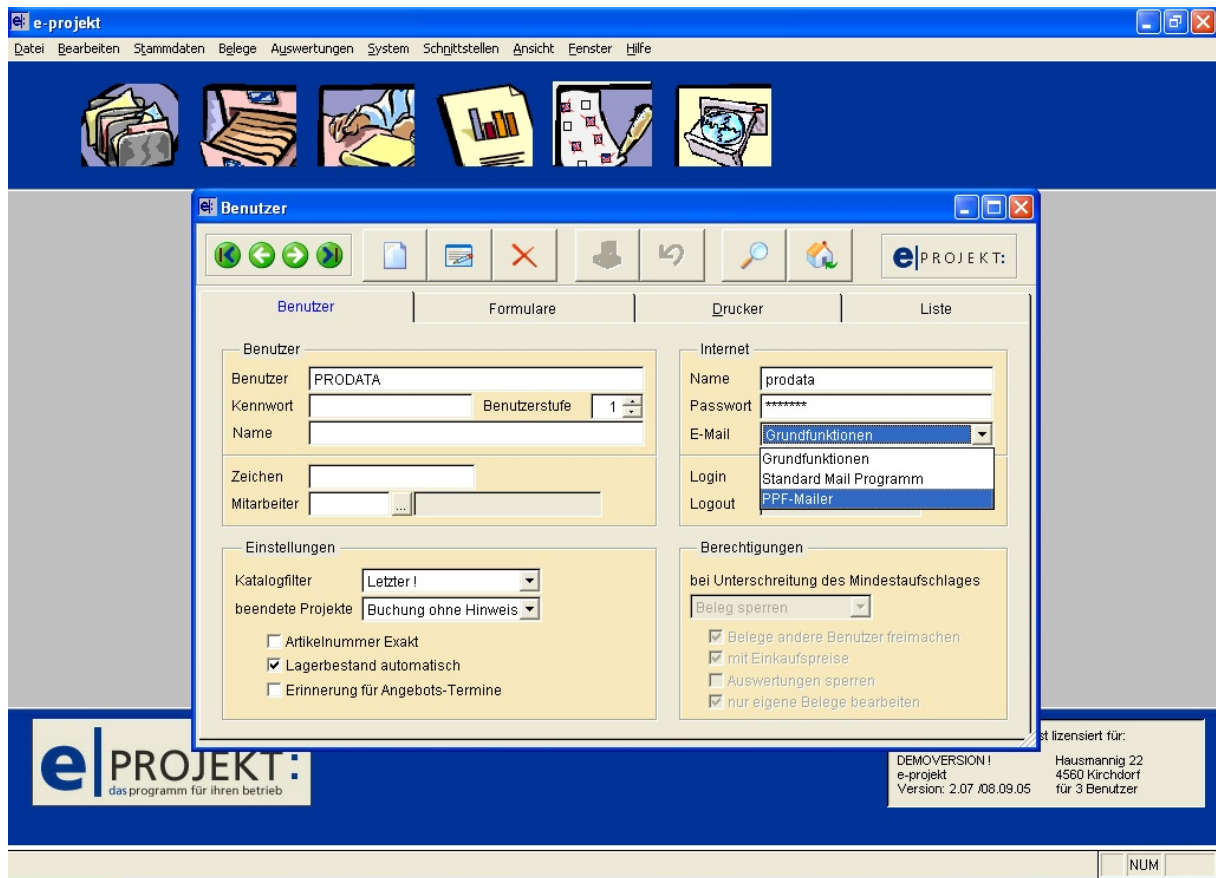 e-projekt
Datei Bearbeiten Stammdaten Belege Auswertungen System Schnittstellen Ansicht Fenster Hilfe
Benutzer
e PROJEKT:
Benutzer Formulare Drucker Liste
Benutzer
Benutzer PRODATA
Kennwort Benutzerstufe 1
Name
Zeichen
Mitarbeiter ...
Internet
Name prodata
Passwort *******
E-Mail Grundfunktionen
Grundfunktionen
Standard Mail Programm
PPF-Mailer
Login
Logout
Einstellungen
Katalogfilter Letzter !
beendete Projekte Buchung ohne Hinweis
Artikelnummer Exakt
Lagerbestand automatisch
Erinnerung für Angebots-Termine
Berechtigungen
bei Unterschreitung des Mindestaufschlages
Beleg sperren
Belege andere Benutzer freimachen
mit Einkaufspreise
Auswertungen sperren
nur eigene Belege bearbeiten
e PROJEKT:
das programm für ihren betrieb
st lizensiert für:
DEMOVERSION ! Hausmannig 22
e-projekt 4560 Kirchdorf
Version: 2.07 /08.09.05 für 3 Benutzer
NUM